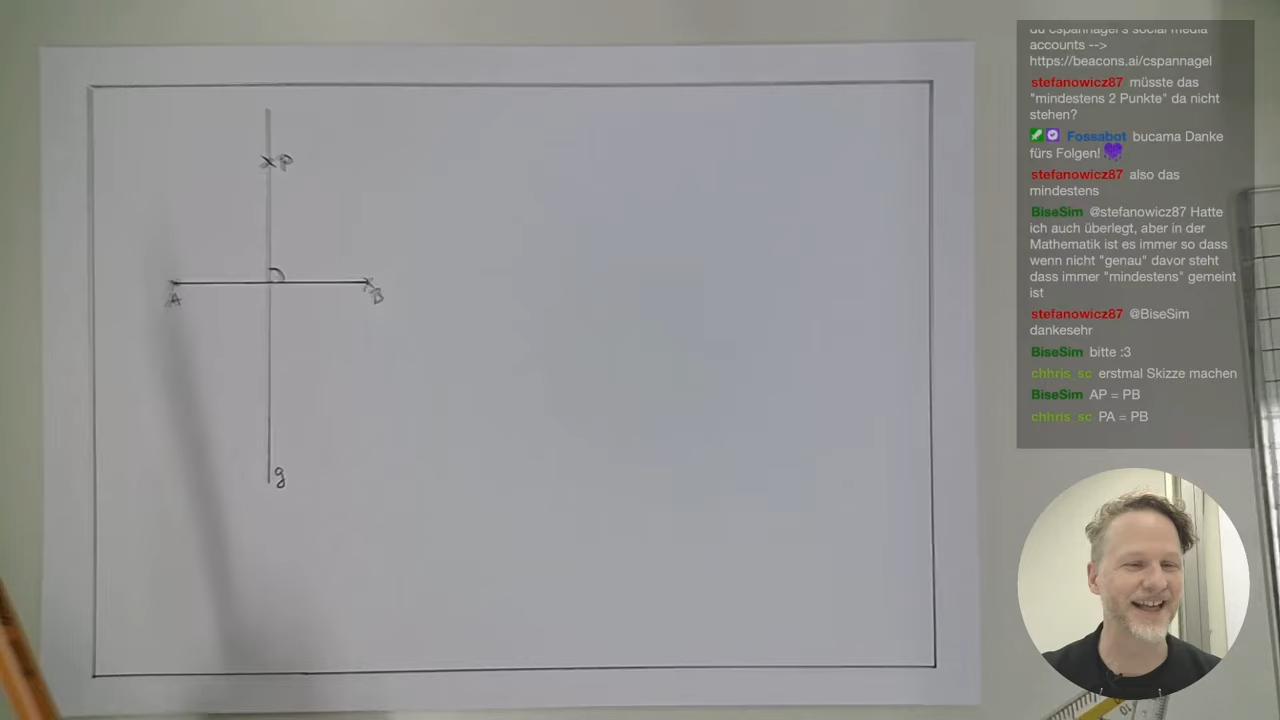 P
A
B
g
du cspannagel's social media
accounts -->
https://beacons.ai/cspannagel
stefanowicz87 müsste das
"mindestens 2 Punkte" da nicht
stehen?
Fossabot bucama Danke
fürs Folgen!
stefanowicz87 also das
mindestens
BiseSim @stefanowicz87 Hatte
ich auch überlegt, aber in der
Mathematik ist es immer so dass
wenn nicht "genau" davor steht
dass immer "mindestens" gemeint
ist
stefanowicz87 @BiseSim
dankesehr
BiseSim bitte :3
chhris_sc erstmal Skizze machen
BiseSim AP = PB
chhris_sc PA = PB
10